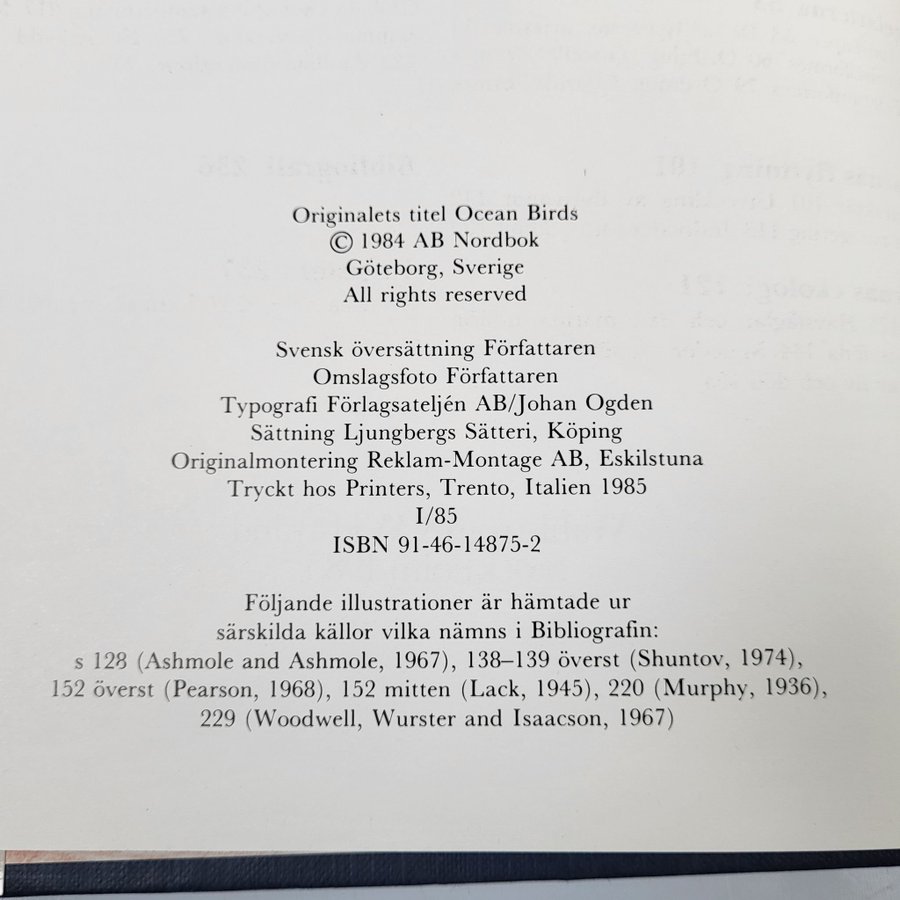 Originalets titel Ocean Birds
© 1984 AB Nordbok
Göteborg, Sverige
All rights reserved
Svensk översättning Författaren
Omslagsfoto Författaren
Typografi Förlagsateljén AB/Johan Ogden
Sättning Ljungbergs Sätteri, Köping
Originalmontering Reklam-Montage AB, Eskilstuna
Tryckt hos Printers, Trento, Italien 1985
I/85
ISBN 91-46-14875-2
Följande illustrationer är hämtade ur
särskilda källor vilka nämns i Bibliografin:
s 128 (Ashmole and Ashmole, 1967), 138–139 överst (Shuntov, 1974),
152 överst (Pearson, 1968), 152 mitten (Lack, 1945), 220 (Murphy, 1936),
229 (Woodwell, Wurster and Isaacson, 1967)